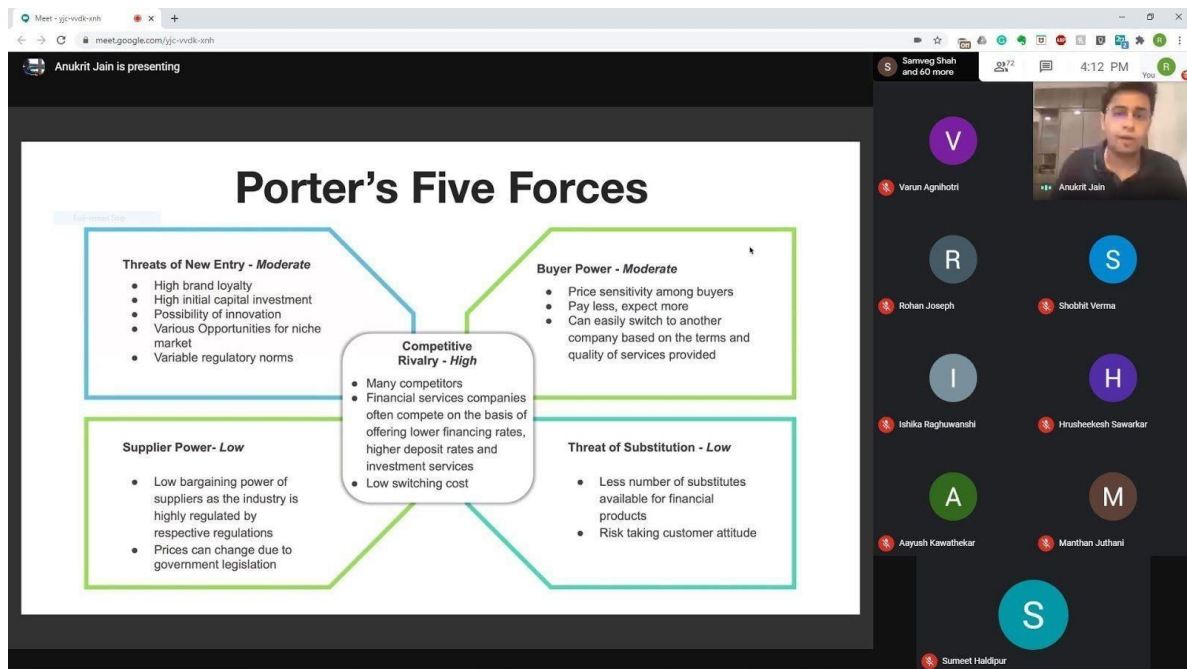 Meet - yjc-vvdk-xnh
meet.google.com/yjc-vvdk-xnh
Anukrit Jain is presenting
S
Samveg Shah
and 60 more
72
4:12 PM
You
R
Porter's Five Forces
Threats of New Entry - Moderate
• High brand loyalty
• High initial capital investment
• Possibility of innovation
• Various Opportunities for niche
market
• Variable regulatory norms
Buyer Power - Moderate
• Price sensitivity among buyers
• Pay less, expect more
• Can easily switch to another
company based on the terms and
quality of services provided
Competitive
Rivalry - High
• Many competitors
• Financial services companies
often compete on the basis of
offering lower financing rates,
higher deposit rates and
investment services
• Low switching cost
Supplier Power- Low
• Low bargaining power of
suppliers as the industry is
highly regulated by
respective regulations
• Prices can change due to
government legislation
Threat of Substitution - Low
• Less number of substitutes
available for financial
products
• Risk taking customer attitude
V
Varun Agnihotri
Anukrit Jain
R
Rohan Joseph
S
Shobhit Verma
I
Ishika Raghuwanshi
H
Hrusheekesh Sawarkar
A
Aayush Kawathekar
M
Manthan Juthani
S
Sumeet Haldipur